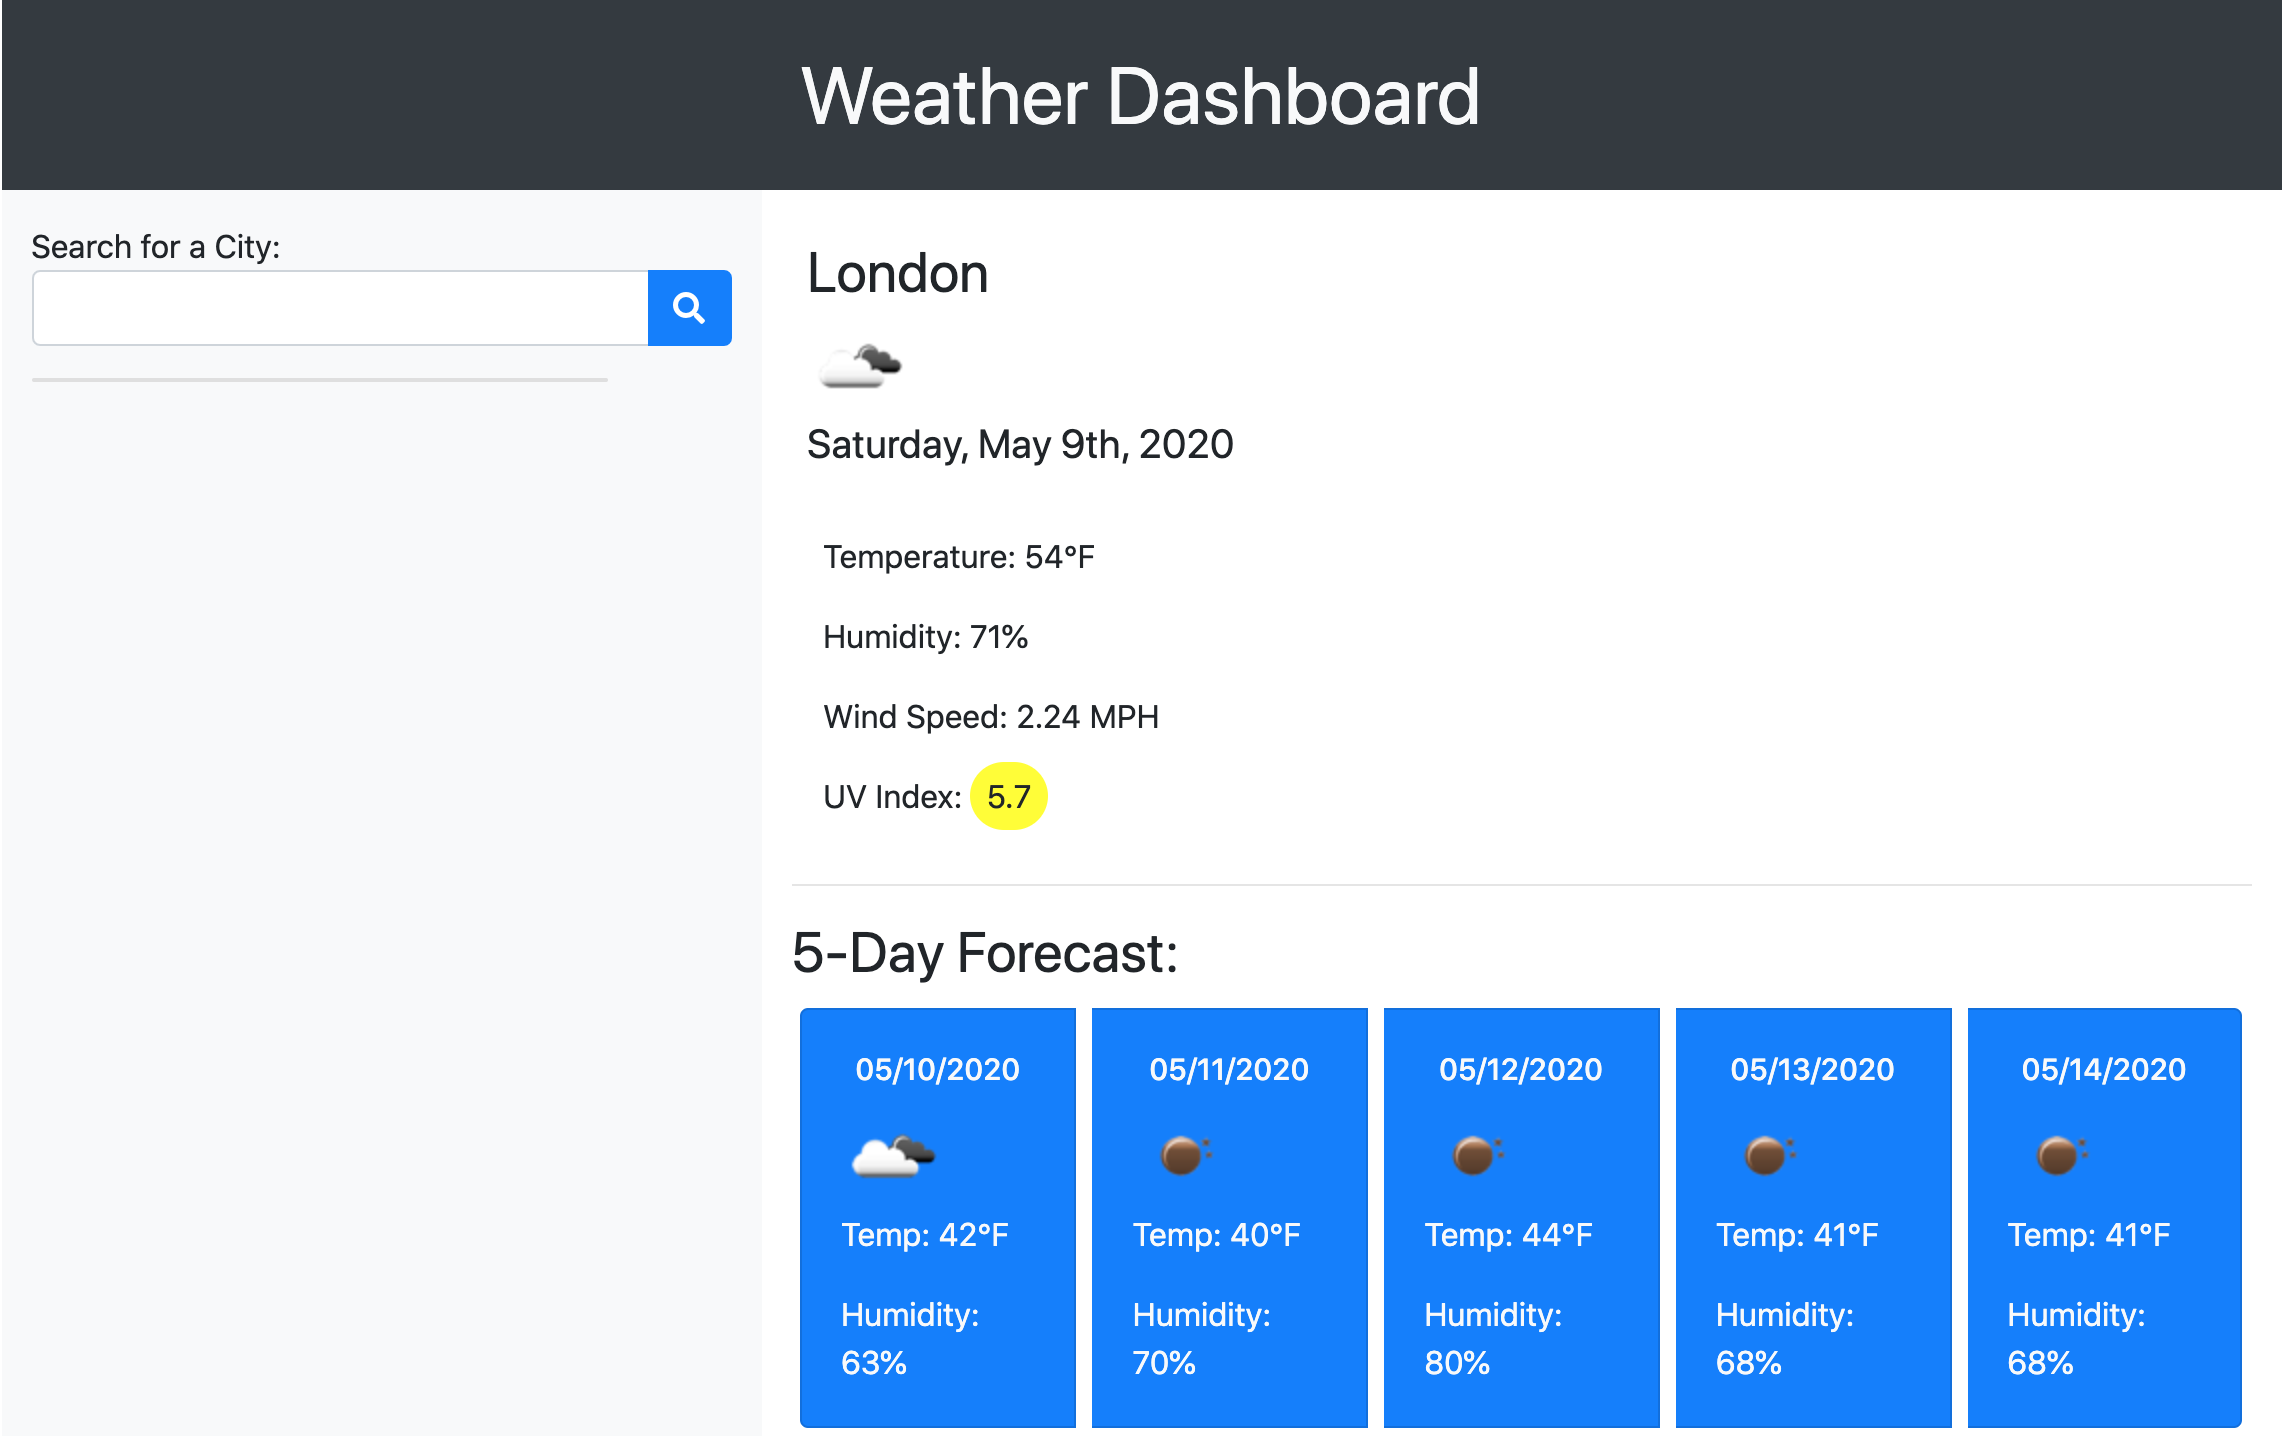 Weather Dashboard
Search for a City:
London
Saturday, May 9th, 2020
Temperature: 54°F
Humidity: 71%
Wind Speed: 2.24 MPH
UV Index: 5.7
5-Day Forecast:
05/10/2020
Temp: 42°F
Humidity:
63%
05/11/2020
Temp: 40°F
Humidity:
70%
05/12/2020
Temp: 44°F
Humidity:
80%
05/13/2020
Temp: 41°F
Humidity:
68%
05/14/2020
Temp: 41°F
Humidity:
68%